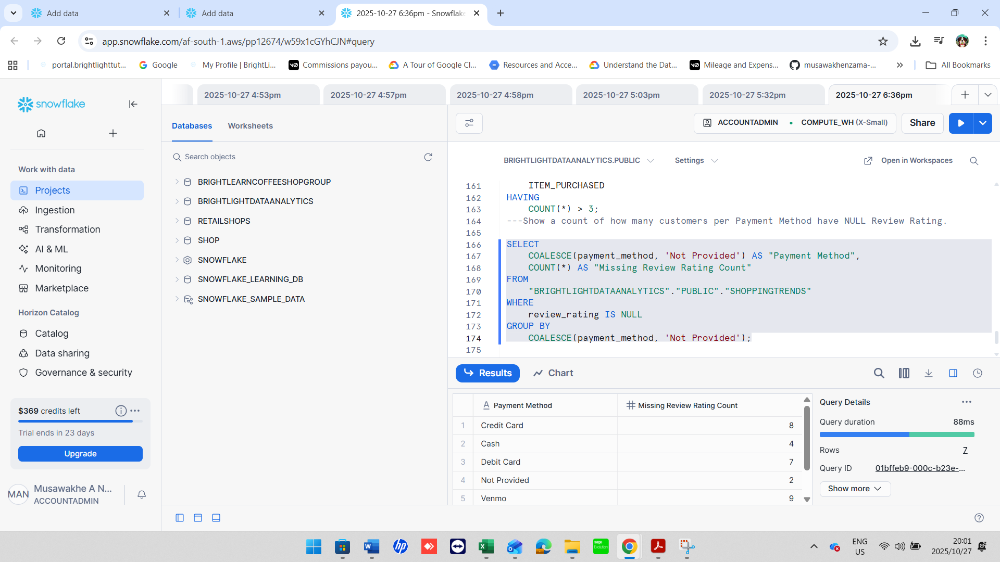 Add data
Add data
2025-10-27 6:36pm - Snowflake
app.snowflake.com/af-south-1.aws/pp12674/w59x1cGYhCJN#query
portal.brightlighttut...
Google
My Profile | BrightLi...
Commissions payou...
A Tour of Google Cl...
Resources and Acce...
Understand the Dat...
Mileage and Expens...
musawakhenzama-...
All Bookmarks
snowflake
Work with data
Projects
Ingestion
Transformation
AI & ML
Monitoring
Marketplace
Horizon Catalog
Catalog
Data sharing
Governance & security
$369 credits left
Trial ends in 23 days
Upgrade
MAN
Musawakhe A N...
ACCOUNTADMIN
2025-10-27 4:53pm
2025-10-27 4:57pm
2025-10-27 4:58pm
2025-10-27 5:03pm
2025-10-27 5:32pm
2025-10-27 6:36pm
Databases
Worksheets
Search objects
BRIGHTLEARNCOFFEESHOPGROUP
BRIGHTLIGHTDATAANALYTICS
RETAILSHOPS
SHOP
SNOWFLAKE
SNOWFLAKE_LEARNING_DB
SNOWFLAKE_SAMPLE_DATA
ACCOUNTADMIN
COMPUTE_WH (X-Small)
Share
BRIGHTLIGHTDATAANALYTICS.PUBLIC
Settings
Open in Workspaces
161 ITEM_PURCHASED
162 HAVING
163 COUNT(*) > 3;
164 ---Show a count of how many customers per Payment Method have NULL Review Rating.
165
166 SELECT
167 COALESCE(payment_method, 'Not Provided') AS "Payment Method",
168 COUNT(*) AS "Missing Review Rating Count"
169 FROM
170 "BRIGHTLIGHTDATAANALYTICS"."PUBLIC"."SHOPPINGTRENDS"
171 WHERE
172 review_rating IS NULL
173 GROUP BY
174 COALESCE(payment_method, 'Not Provided');
175
Results
Chart
A Payment Method
Missing Review Rating Count
1 Credit Card 8
2 Cash 4
3 Debit Card 7
4 Not Provided 2
5 Venmo 9
Query Details
Query duration 88ms
Rows 7
Query ID 01bffeb9-000c-b23e-...
Show more
W
hp
sage
Evolution
ENG
US
20:01
2025/10/27